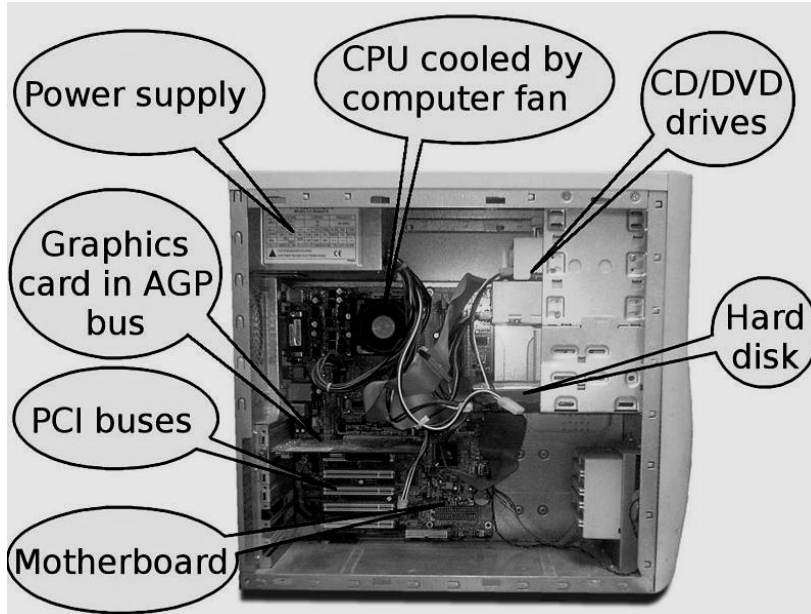 Power supply
CPU cooled by
computer fan
CD/DVD
drives
Graphics
card in AGP
bus
Hard
disk
PCI buses
Motherboard